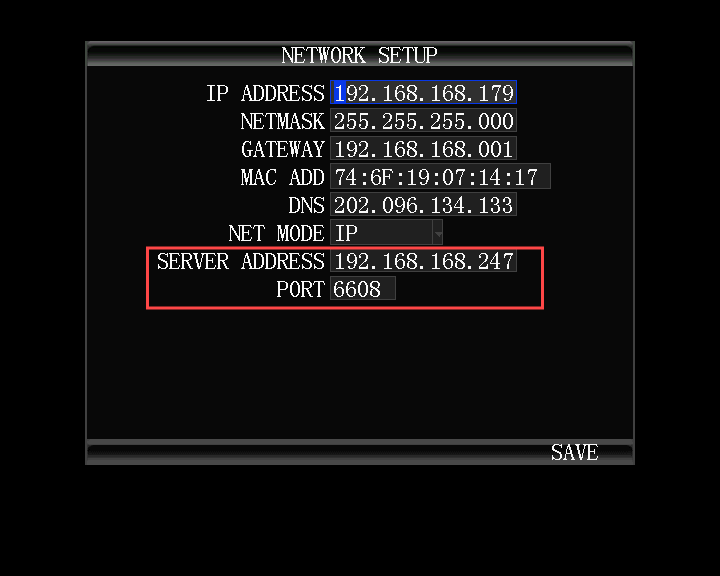 NETWORK SETUP
IP ADDRESS 192.168.168.179
NETMASK 255.255.255.000
GATEWAY 192.168.168.001
MAC ADD 74:6F:19:07:14:17
DNS 202.096.134.133
NET MODE IP
SERVER ADDRESS 192.168.168.247
PORT 6608
SAVE